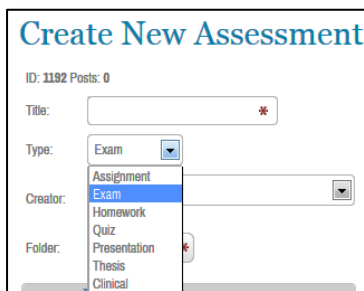 Create New Assessment
ID: 1192 Posts: 0
Title: *
Type: Exam
Assignment
Creator: Exam
Homework
Quiz
Folder: Presentation *
Thesis
Clinical